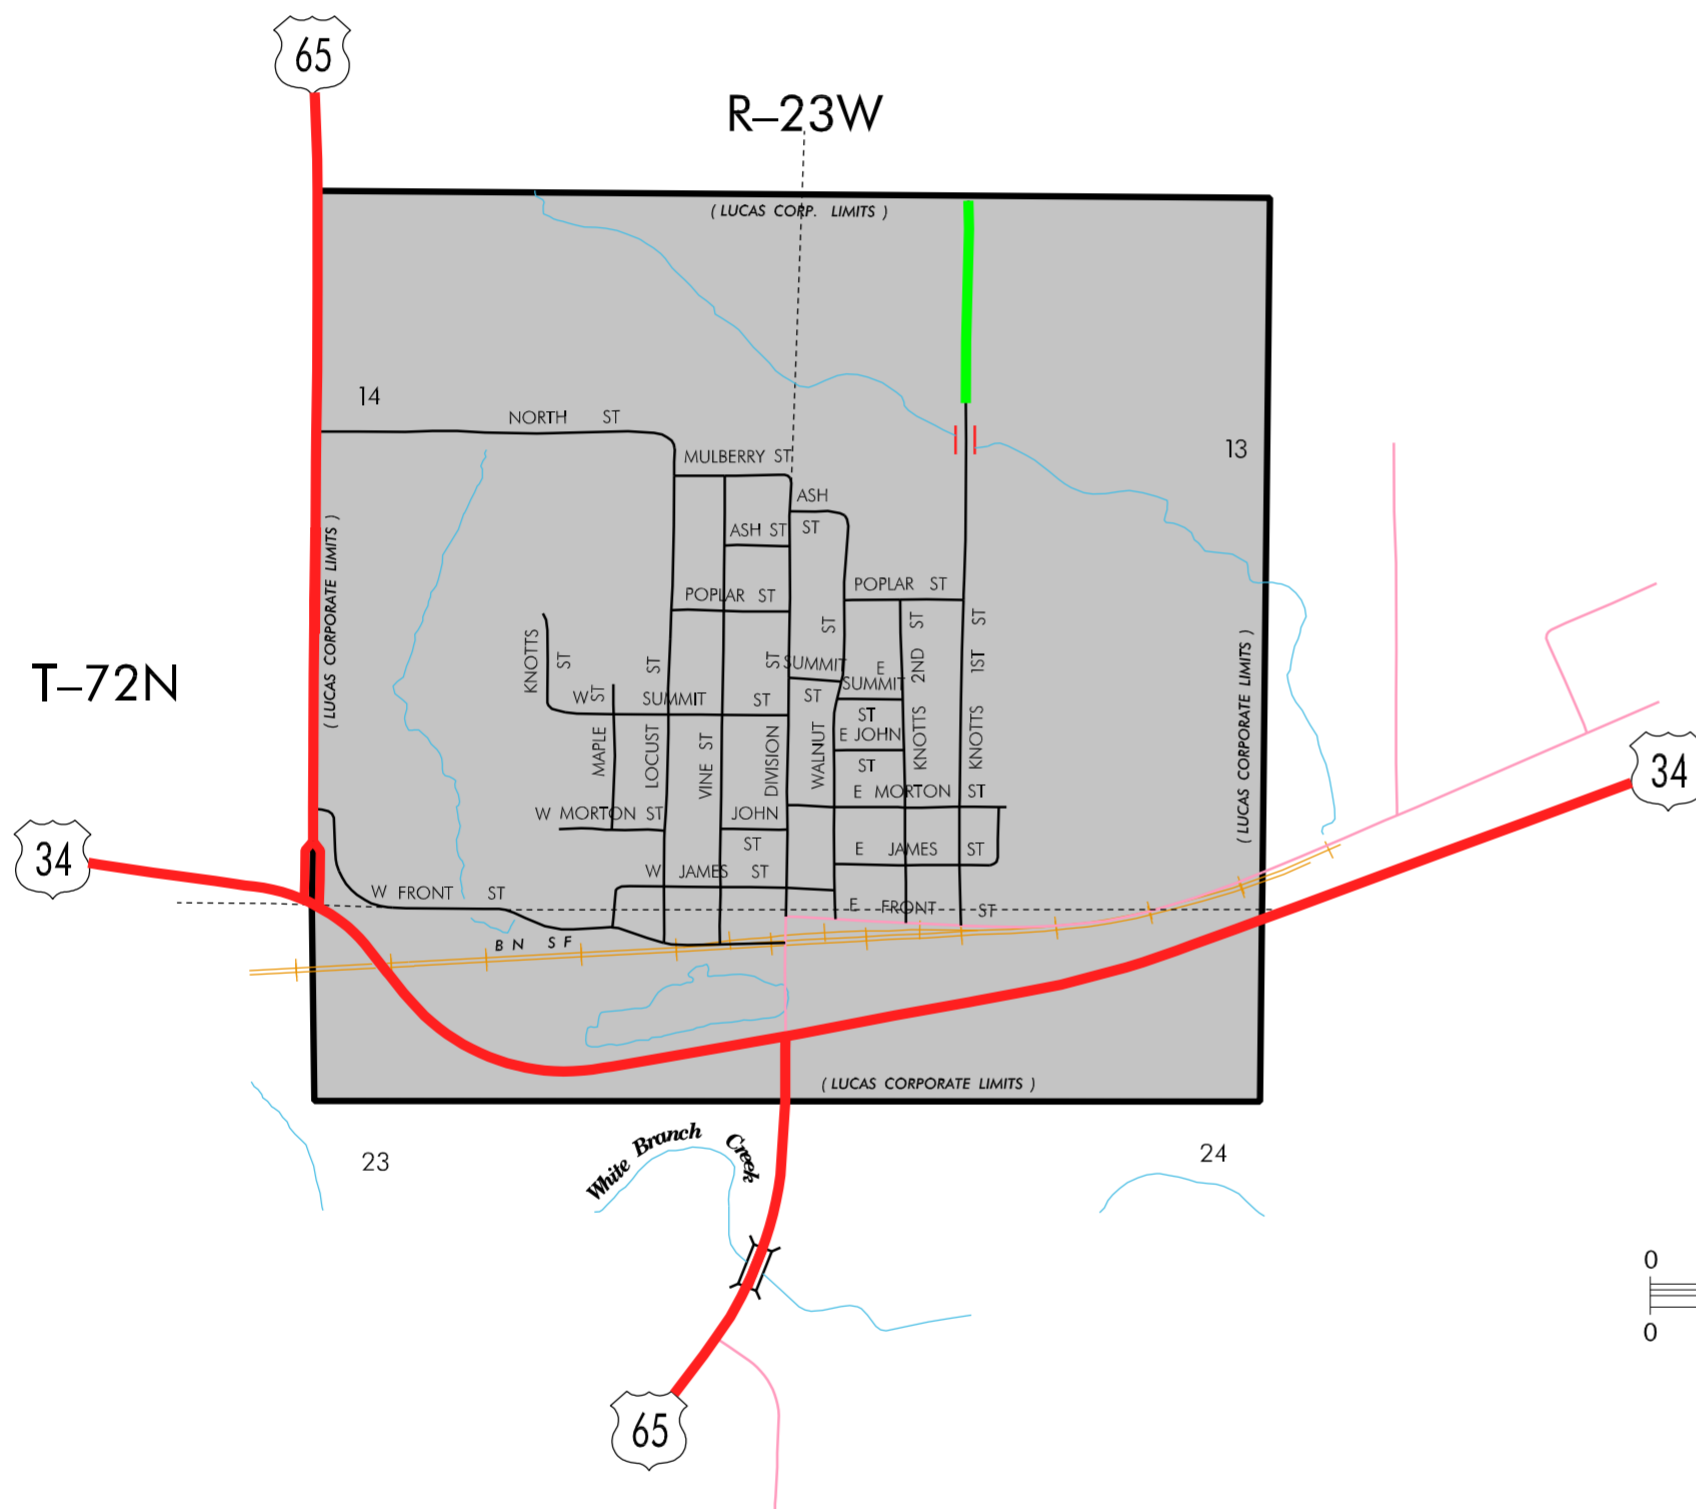 65
R–23W
( LUCAS CORP. LIMITS )
14
NORTH ST
13
MULBERRY ST
ASH
ST
ASH ST
POPLAR ST
POPLAR ST
( LUCAS CORPORATE LIMITS )
T–72N
KNOTTS ST
MAPLE ST
LOCUST ST
VINE ST
DIVISION ST
WALNUT ST
KNOTTS 2ND ST
KNOTTS 1ST ST
( LUCAS CORPORATE LIMITS )
SUMMIT
ST
E
SUMMIT
ST
W SUMMIT ST
E JOHN
ST
34
E MORTON ST
W MORTON ST
JOHN
ST
E JAMES ST
34
W JAMES ST
W FRONT ST
E FRONT ST
BN SF
( LUCAS CORPORATE LIMITS )
White Branch Creek
23
24
0
0
65